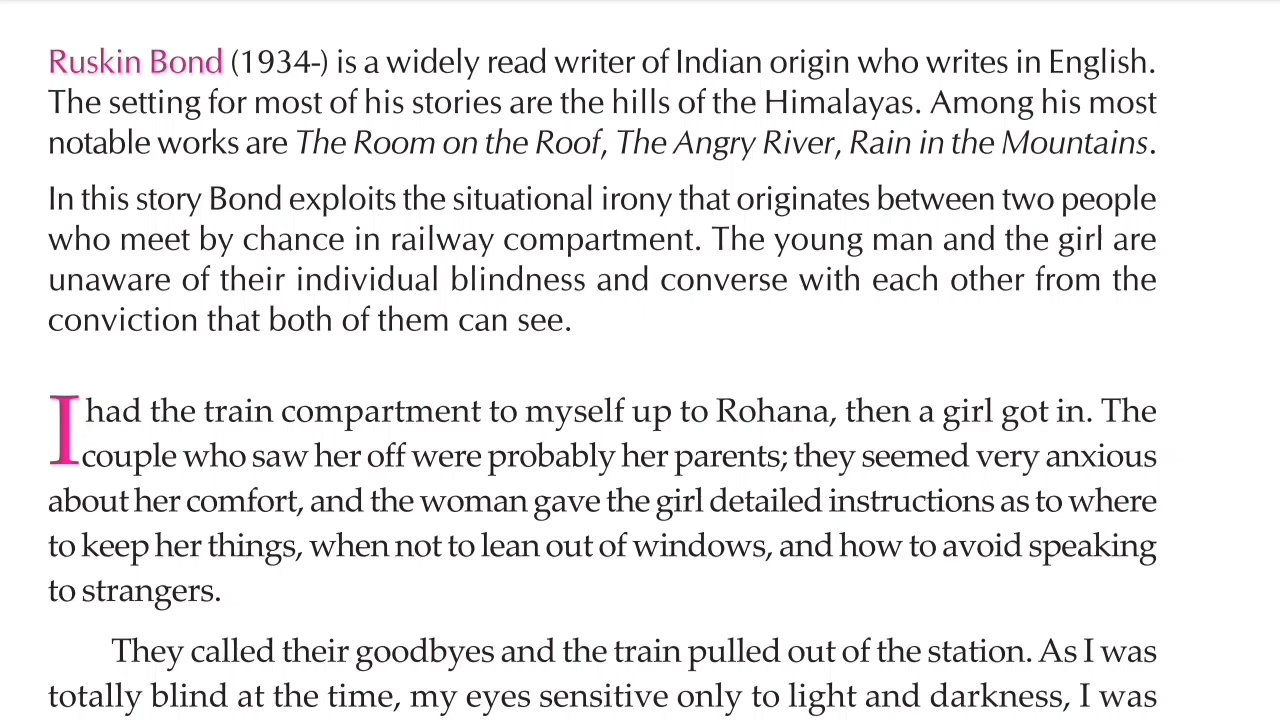 Ruskin Bond (1934-) is a widely read writer of Indian origin who writes in English.
The setting for most of his stories are the hills of the Himalayas. Among his most
notable works are The Room on the Roof, The Angry River, Rain in the Mountains.
In this story Bond exploits the situational irony that originates between two people
who meet by chance in railway compartment. The young man and the girl are
unaware of their individual blindness and converse with each other from the
conviction that both of them can see.
I had the train compartment to myself up to Rohana, then a girl got in. The
couple who saw her off were probably her parents; they seemed very anxious
about her comfort, and the woman gave the girl detailed instructions as to where
to keep her things, when not to lean out of windows, and how to avoid speaking
to strangers.
They called their goodbyes and the train pulled out of the station. As I was
totally blind at the time, my eyes sensitive only to light and darkness, I was